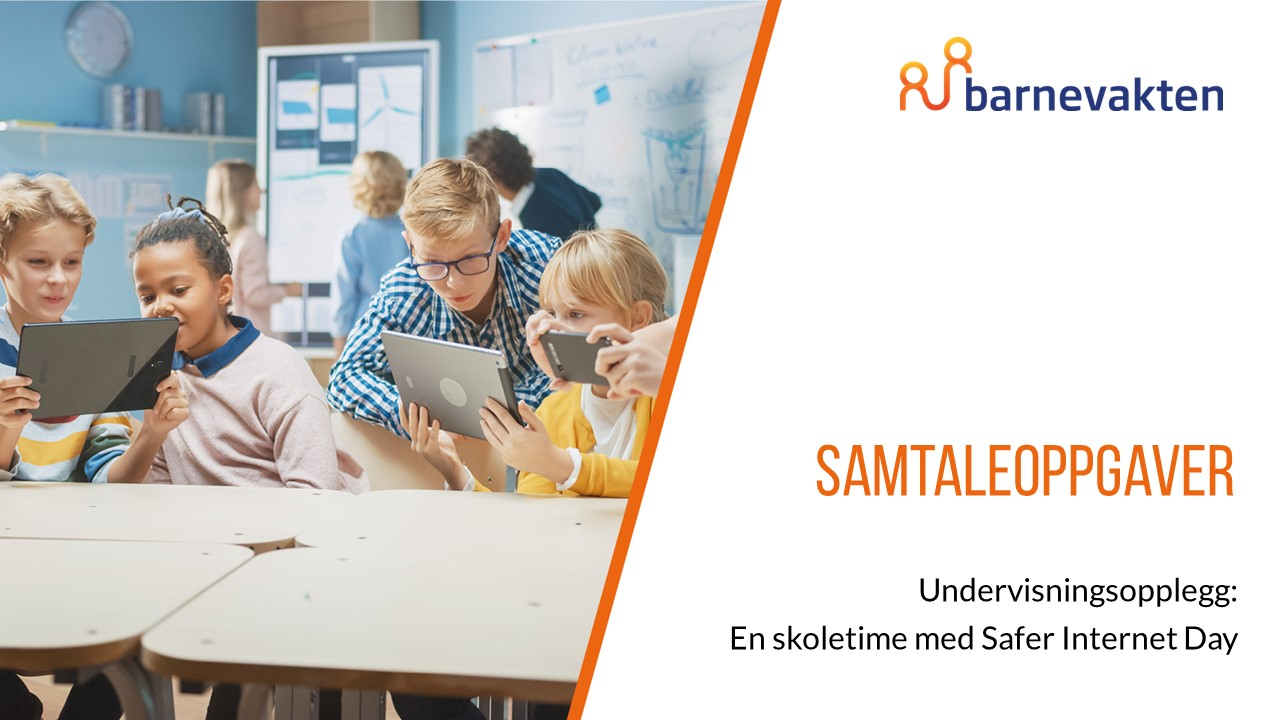 barnevakten
SAMTALEOPPGAVER
Undervisningsopplegg:
En skoletime med Safer Internet Day